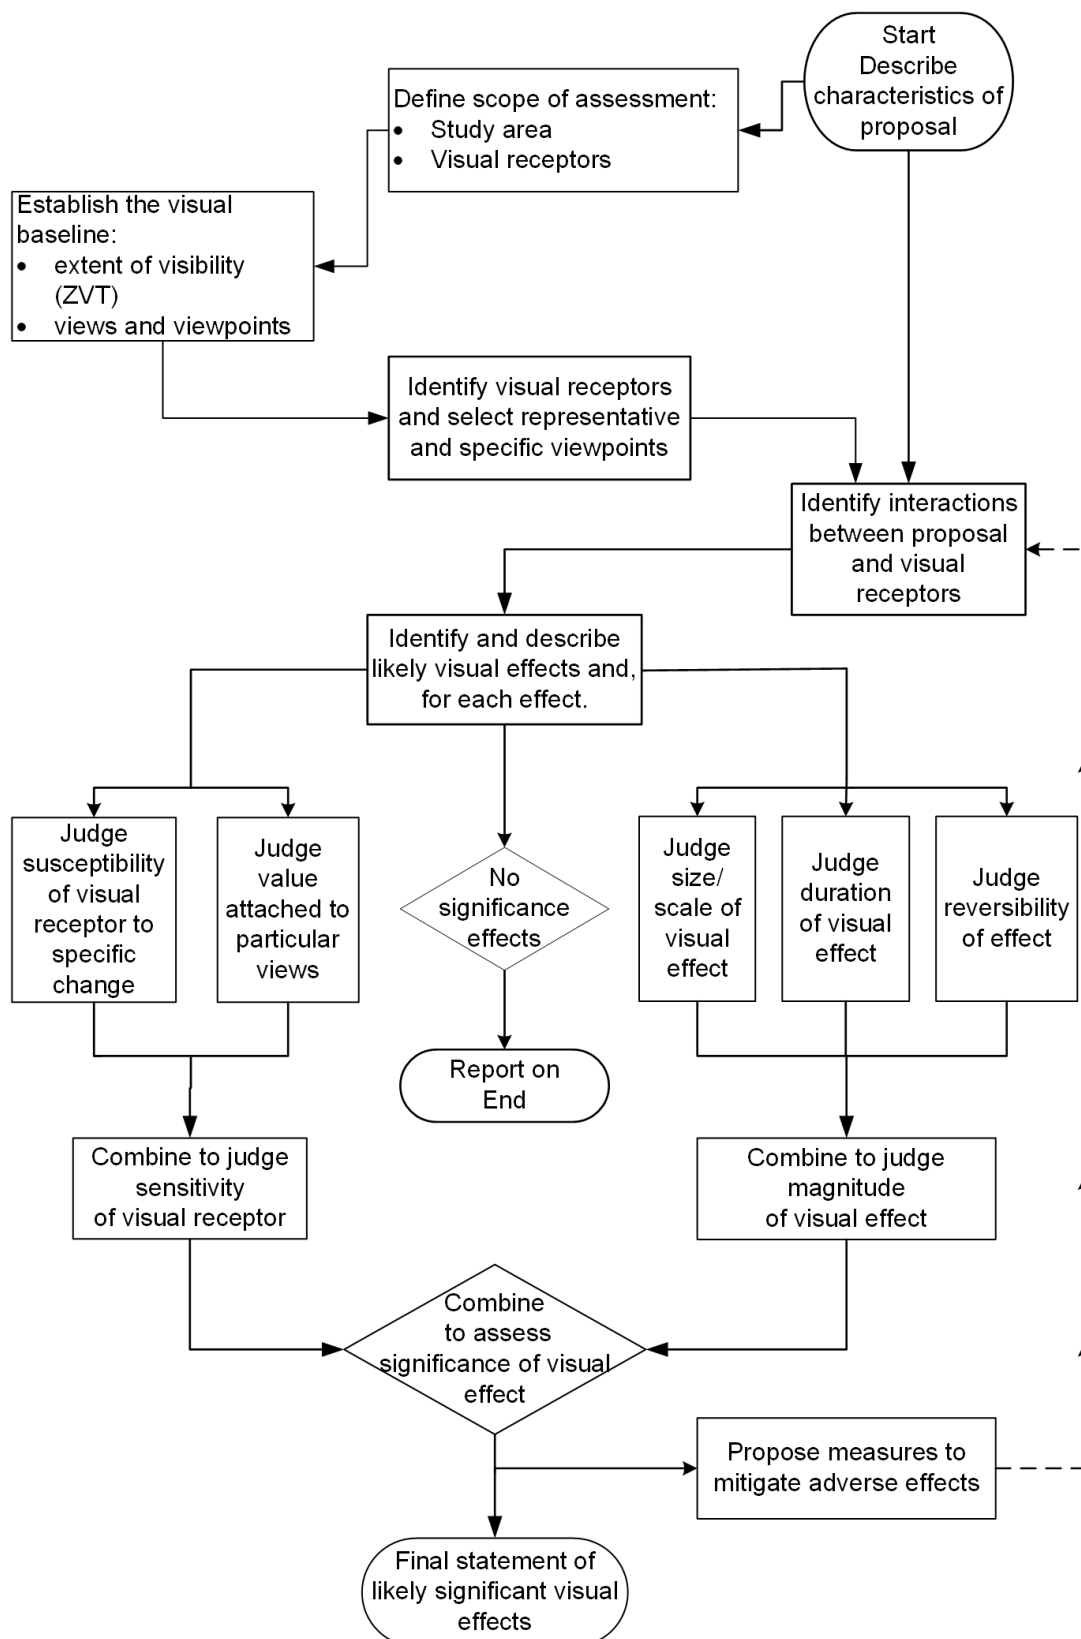 Start
Describe
characteristics of
proposal
Define scope of assessment:
• Study area
• Visual receptors
Establish the visual
baseline:
• extent of visibility
(ZVT)
• views and viewpoints
Identify visual receptors
and select representative
and specific viewpoints
Identify interactions
between proposal
and visual
receptors
Identify and describe
likely visual effects and,
for each effect.
Judge
susceptibility
of visual
receptor to
specific
change
Judge
value
attached to
particular
views
No
significance
effects
Judge
size/
scale of
visual
effect
Judge
duration
of visual
effect
Judge
reversibility
of effect
Report on
End
Combine to judge
sensitivity
of visual receptor
Combine to judge
magnitude
of visual effect
Combine
to assess
significance of visual
effect
Propose measures to
mitigate adverse effects
Final statement of
likely significant visual
effects